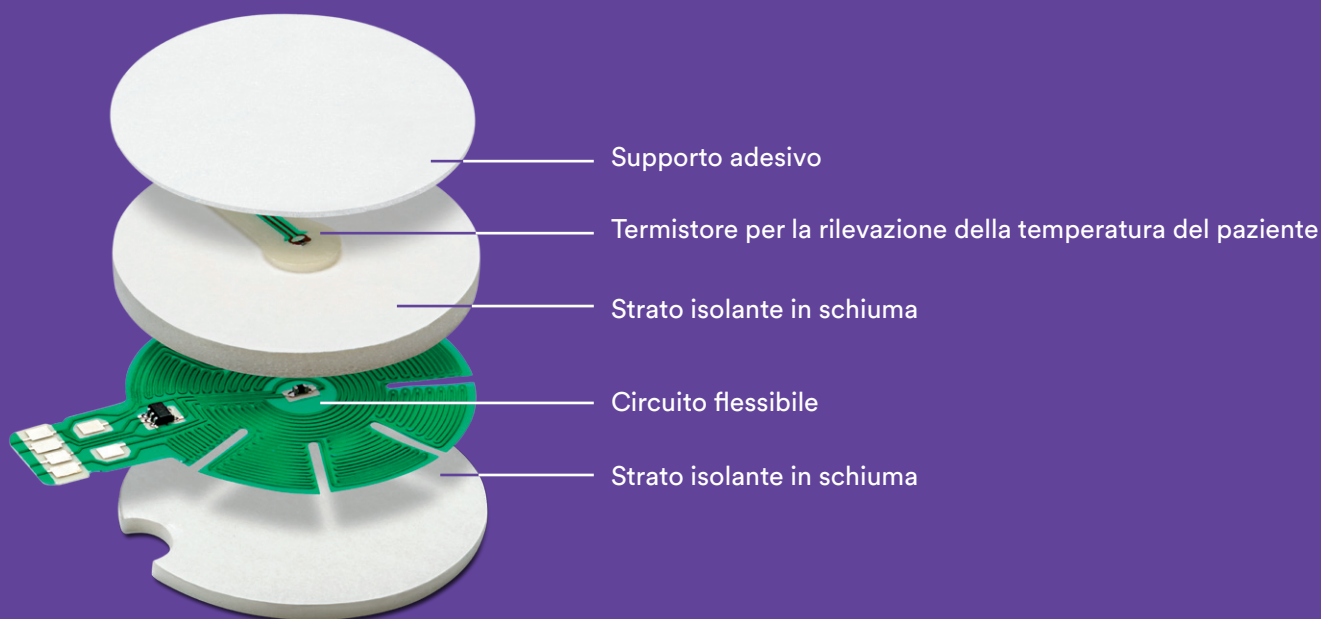 Supporto adesivo
Termistore per la rilevazione della temperatura del paziente
Strato isolante in schiuma
Circuito flessibile
Strato isolante in schiuma